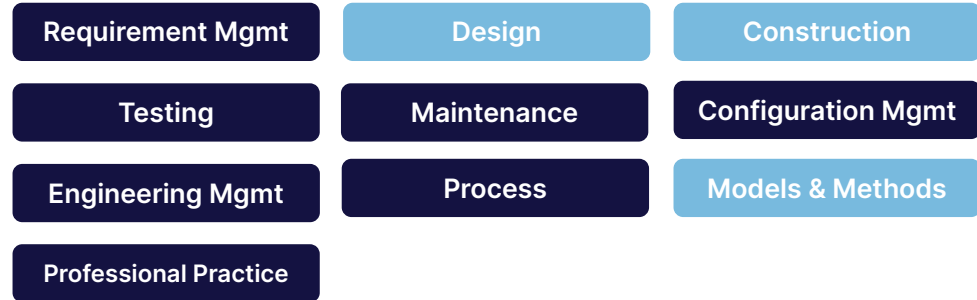 Requirement Mgmt
Design
Construction
Testing
Maintenance
Configuration Mgmt
Engineering Mgmt
Process
Models & Methods
Professional Practice